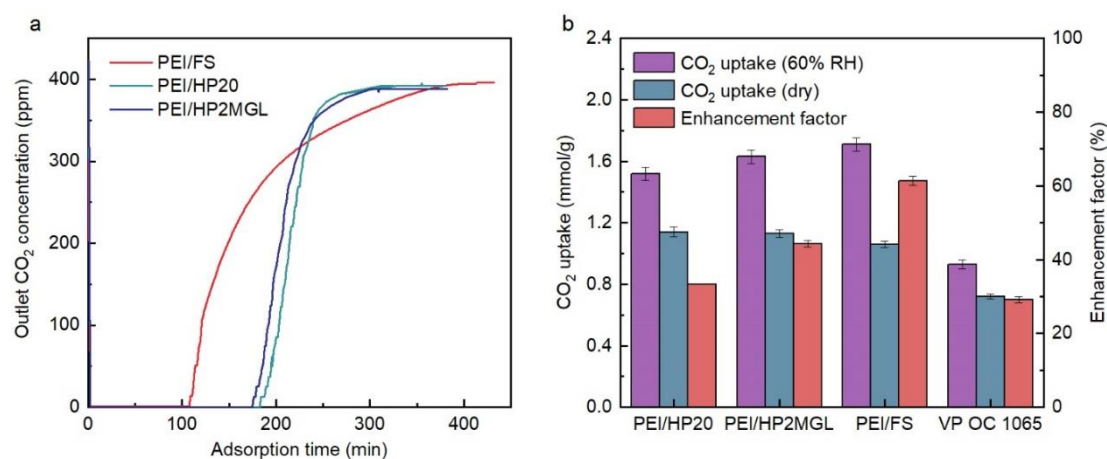 a
Outlet CO₂ concentration (ppm)
400
300
200
100
0
PEI/FS
PEI/HP20
PEI/HP2MGL
0 100 200 300 400
Adsorption time (min)
b
CO₂ uptake (mmol/g)
2.4
2.0
1.6
1.2
0.8
0.4
0.0
CO₂ uptake (60% RH)
CO₂ uptake (dry)
Enhancement factor
100
80
60
40
20
0
Enhancement factor (%)
PEI/HP20 PEI/HP2MGL PEI/FS VP OC 1065